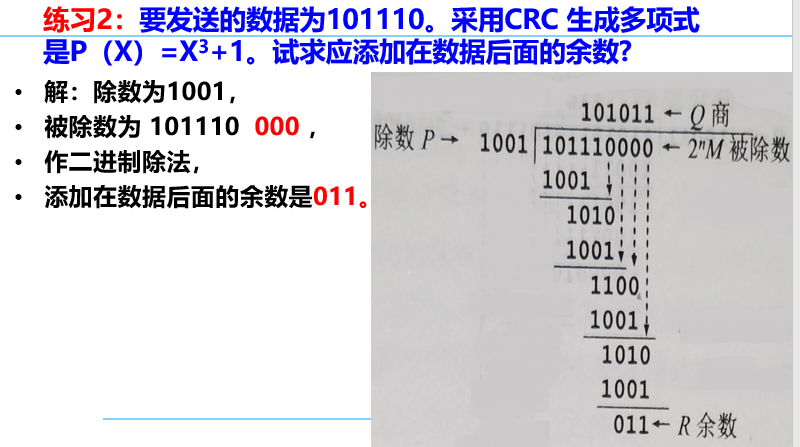 练习2：要发送的数据为101110。采用CRC 生成多项式
是P（X）=X³+1。试求应添加在数据后面的余数?
• 解：除数为1001，
• 被除数为 101110 000 ，
• 作二进制除法，
• 添加在数据后面的余数是011。
101011 ← Q 商
除数 P → 1001 101110000 ← 2ⁿM 被除数
1001
1010
1001
1100
1001
1010
1001
011 ← R 余数